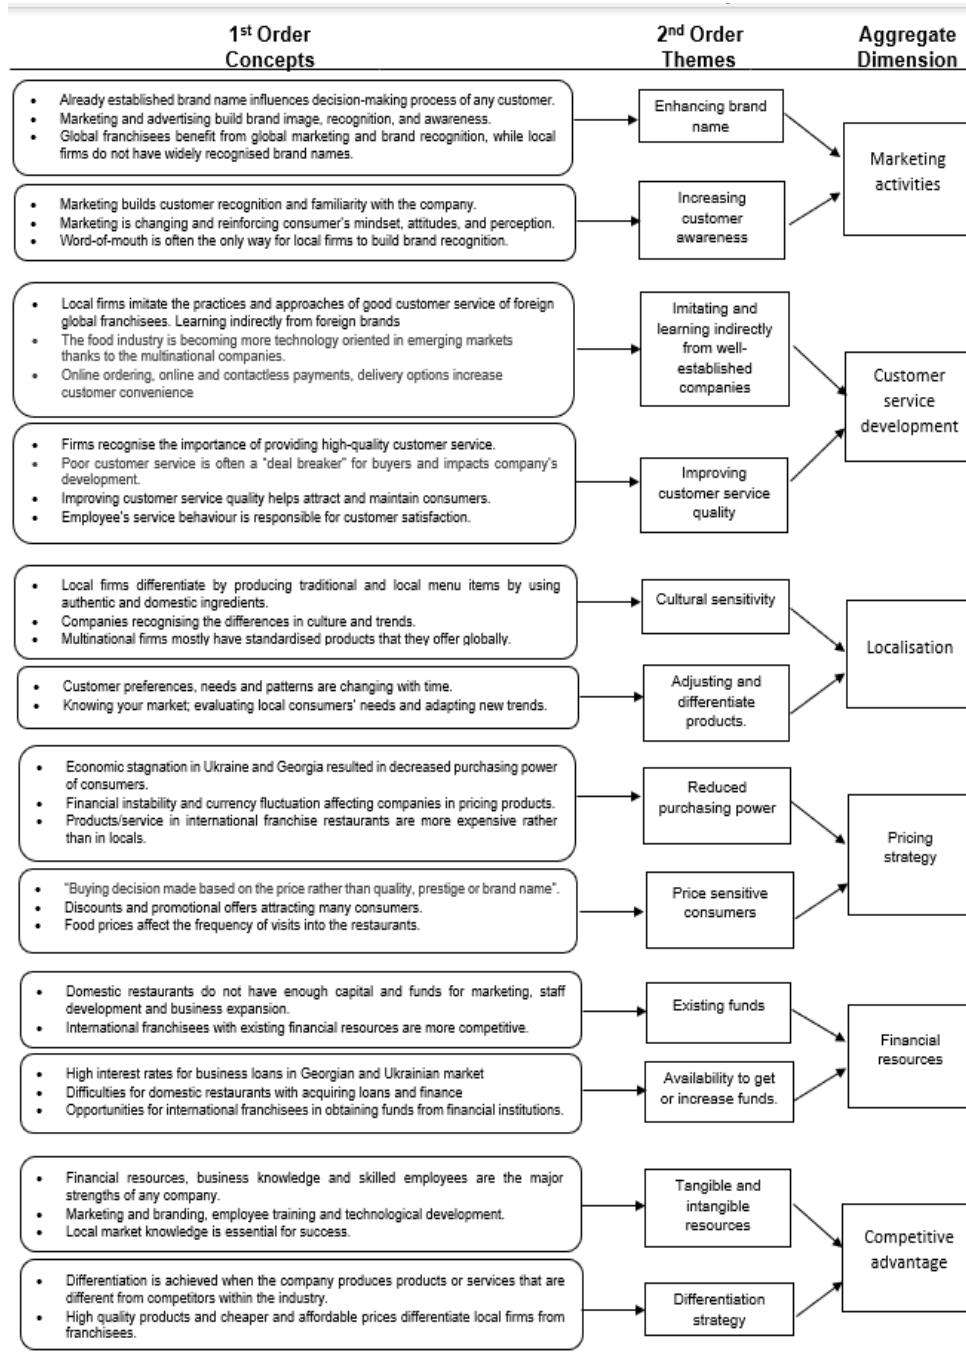 1st Order
Concepts
2nd Order
Themes
Aggregate
Dimension
• Already established brand name influences decision-making process of any customer.
• Marketing and advertising build brand image, recognition, and awareness.
• Global franchisees benefit from global marketing and brand recognition, while local
firms do not have widely recognised brand names.
Enhancing brand
name
• Marketing builds customer recognition and familiarity with the company.
• Marketing is changing and reinforcing consumer's mindset, attitudes, and perception.
• Word-of-mouth is often the only way for local firms to build brand recognition.
Increasing
customer
awareness
Marketing
activities
• Local firms imitate the practices and approaches of good customer service of foreign
global franchisees. Learning indirectly from foreign brands
• The food industry is becoming more technology oriented in emerging markets
thanks to the multinational companies.
• Online ordering, online and contactless payments, delivery options increase
customer convenience
Imitating and
learning indirectly
from well-
established
companies
• Firms recognise the importance of providing high-quality customer service.
• Poor customer service is often a "deal breaker" for buyers and impacts company's
development.
• Improving customer service quality helps attract and maintain consumers.
• Employee's service behaviour is responsible for customer satisfaction.
Improving
customer service
quality
Customer
service
development
• Local firms differentiate by producing traditional and local menu items by using
authentic and domestic ingredients.
• Companies recognising the differences in culture and trends.
• Multinational firms mostly have standardised products that they offer globally.
Cultural sensitivity
• Customer preferences, needs and patterns are changing with time.
• Knowing your market; evaluating local consumers' needs and adapting new trends.
Adjusting and
differentiate
products.
Localisation
• Economic stagnation in Ukraine and Georgia resulted in decreased purchasing power
of consumers.
• Financial instability and currency fluctuation affecting companies in pricing products.
• Products/service in international franchise restaurants are more expensive rather
than in locals.
Reduced
purchasing power
• "Buying decision made based on the price rather than quality, prestige or brand name".
• Discounts and promotional offers attracting many consumers.
• Food prices affect the frequency of visits into the restaurants.
Price sensitive
consumers
Pricing
strategy
• Domestic restaurants do not have enough capital and funds for marketing, staff
development and business expansion.
• International franchisees with existing financial resources are more competitive.
Existing funds
• High interest rates for business loans in Georgian and Ukrainian market
• Difficulties for domestic restaurants with acquiring loans and finance
• Opportunities for international franchisees in obtaining funds from financial institutions.
Availability to get
or increase funds.
Financial
resources
• Financial resources, business knowledge and skilled employees are the major
strengths of any company.
• Marketing and branding, employee training and technological development.
• Local market knowledge is essential for success.
Tangible and
intangible
resources
• Differentiation is achieved when the company produces products or services that are
different from competitors within the industry.
• High quality products and cheaper and affordable prices differentiate local firms from
franchisees.
Differentiation
strategy
Competitive
advantage